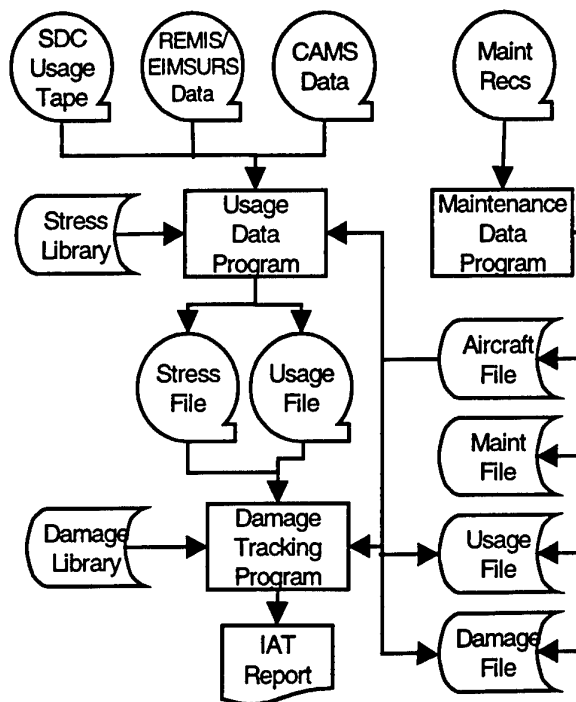 SDC
Usage
Tape
REMIS/
EIMSURS
Data
CAMS
Data
Maint
Recs
Stress
Library
Usage
Data
Program
Maintenance
Data
Program
Stress
File
Usage
File
Aircraft
File
Maint
File
Damage
Library
Damage
Tracking
Program
Usage
File
IAT
Report
Damage
File